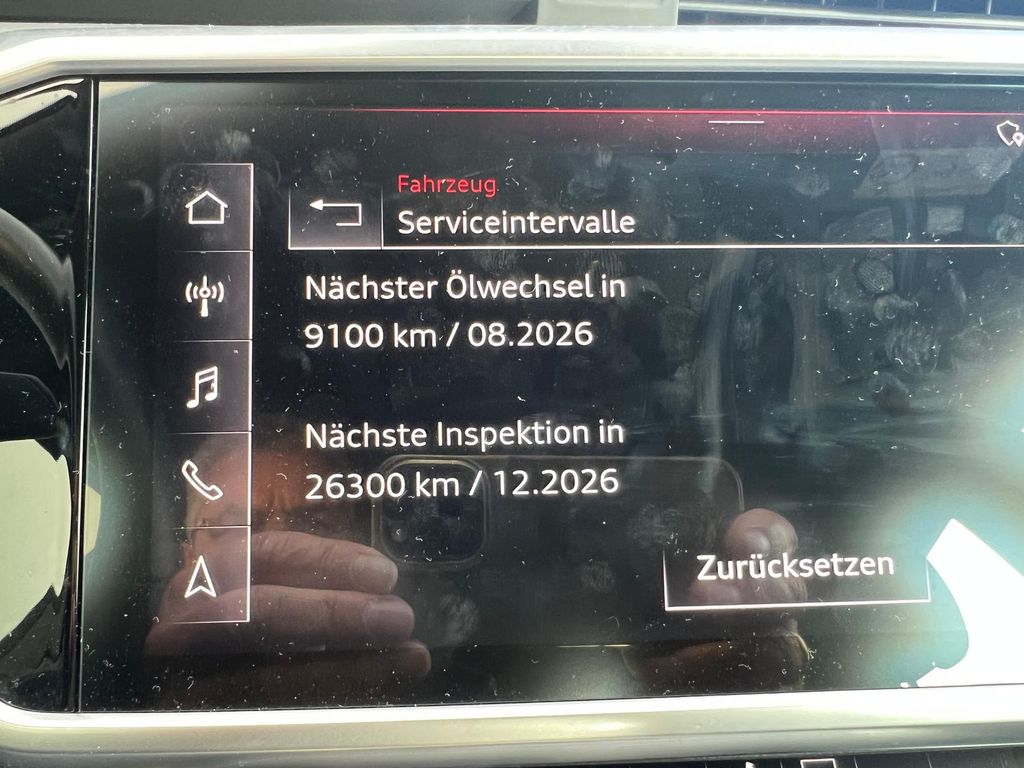 Fahrzeug
Serviceintervalle
Nächster Ölwechsel in
9100 km / 08.2026
Nächste Inspektion in
26300 km / 12.2026
Zurücksetzen